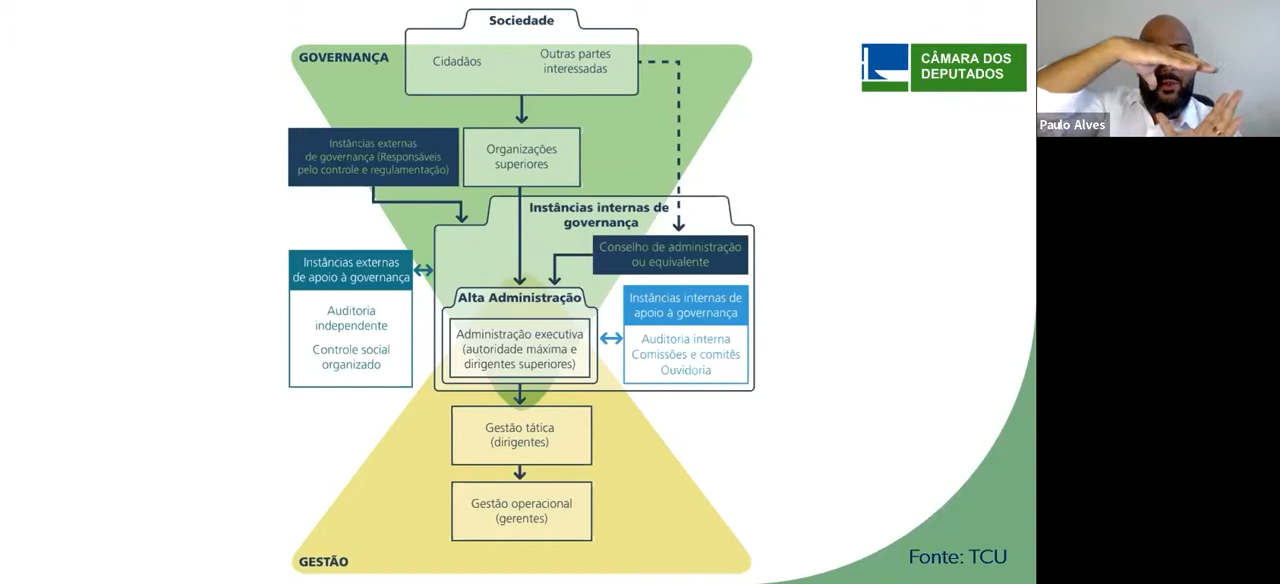 Sociedade
GOVERNANÇA
Cidadãos
Outras partes
interessadas
CÂMARA DOS
DEPUTADOS
Paulo Alves
Instâncias externas
de governança (Responsáveis
pelo controle e regulamentação)
Organizações
superiores
Instâncias internas de
governança
Conselho de administração
ou equivalente
Instâncias externas
de apoio à governança
Auditoria
independente
Controle social
organizado
Alta Administração
Administração executiva
(autoridade máxima e
dirigentes superiores)
Instâncias internas de
apoio à governança
Auditoria interna
Comissões e comitês
Ouvidoria
Gestão tática
(dirigentes)
Gestão operacional
(gerentes)
GESTÃO
Fonte: TCU